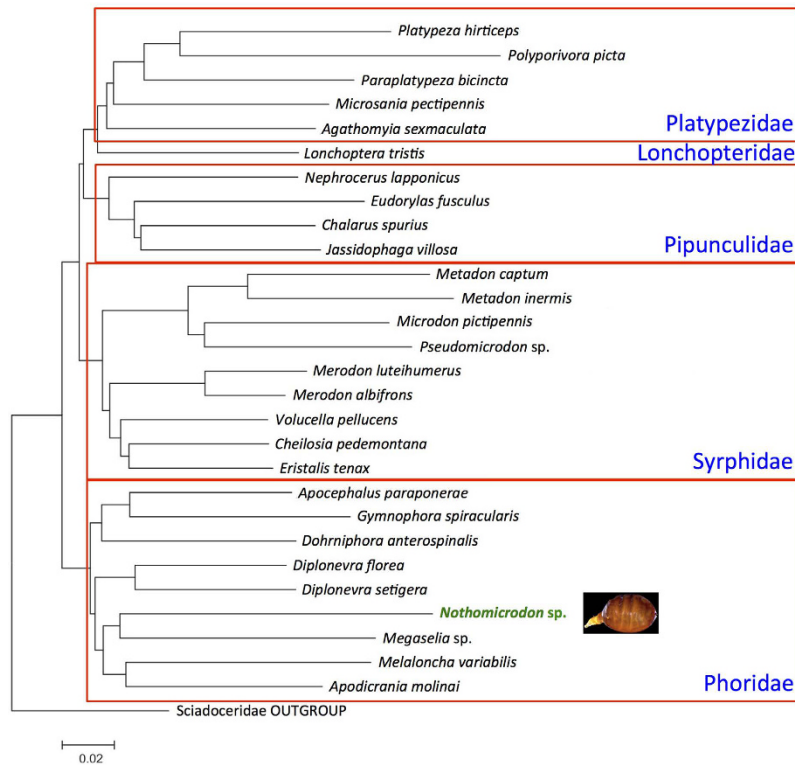 Platypeza hirticeps
Polyporivora picta
Paraplatypeza bicincta
Microsania pectipennis
Agathomyia sexmaculata
Platypezidae
Lonchoptera tristis
Lonchopteridae
Nephrocerus lapponicus
Eudorylas fusculus
Chalarus spurius
Jassidophaga villosa
Pipunculidae
Metadon captum
Metadon inermis
Microdon pictipennis
Pseudomicrodon sp.
Merodon luteihumerus
Merodon albifrons
Volucella pellucens
Cheilosia pedemontana
Eristalis tenax
Syrphidae
Apocephalus paraponerae
Gymnophora spiracularis
Dohrniphora anterospinalis
Diplonevra florea
Diplonevra setigera
Nothomicrodon sp.
Megaselia sp.
Melaloncha variabilis
Apodicrania molinai
Phoridae
Sciadoceridae OUTGROUP
0.02